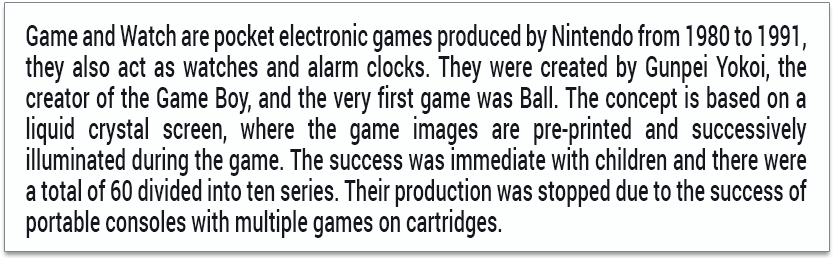 Game and Watch are pocket electronic games produced by Nintendo from 1980 to 1991,
they also act as watches and alarm clocks. They were created by Gunpei Yokoi, the
creator of the Game Boy, and the very first game was Ball. The concept is based on a
liquid crystal screen, where the game images are pre-printed and successively
illuminated during the game. The success was immediate with children and there were
a total of 60 divided into ten series. Their production was stopped due to the success of
portable consoles with multiple games on cartridges.